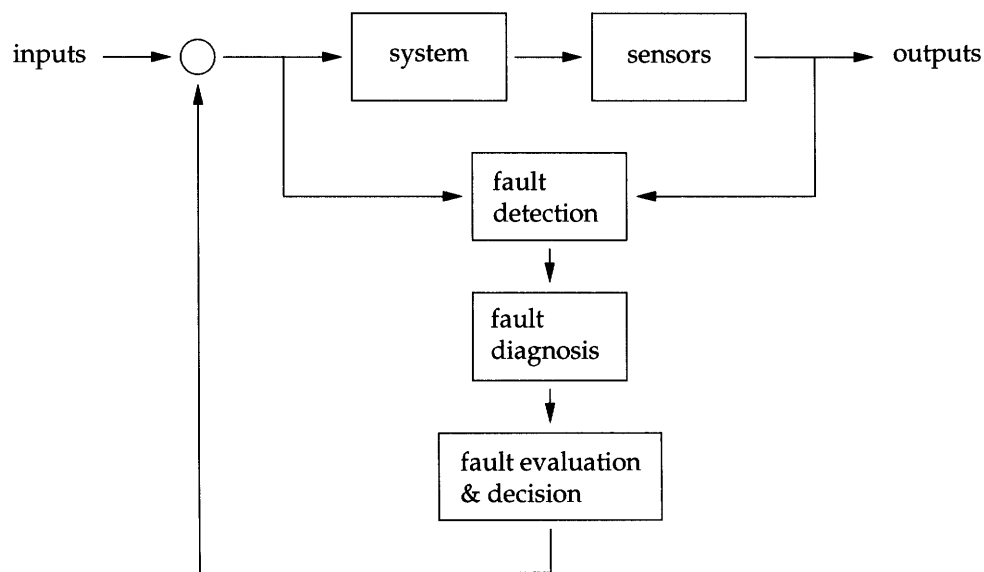 inputs
system
sensors
outputs
fault
detection
fault
diagnosis
fault evaluation
& decision